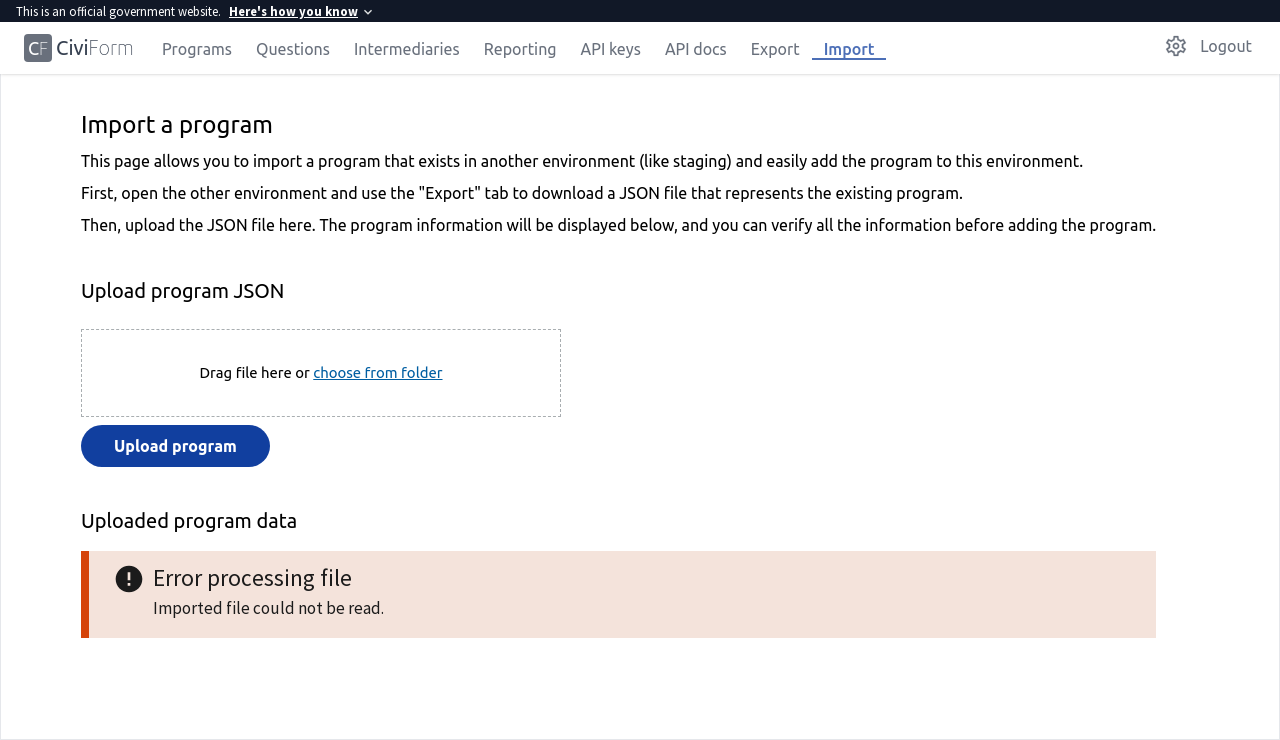 This is an official government website. Here's how you know
CF CiviForm Programs Questions Intermediaries Reporting API keys API docs Export Import Logout
Import a program
This page allows you to import a program that exists in another environment (like staging) and easily add the program to this environment.
First, open the other environment and use the "Export" tab to download a JSON file that represents the existing program.
Then, upload the JSON file here. The program information will be displayed below, and you can verify all the information before adding the program.
Upload program JSON
Drag file here or choose from folder
Upload program
Uploaded program data
Error processing file
Imported file could not be read.